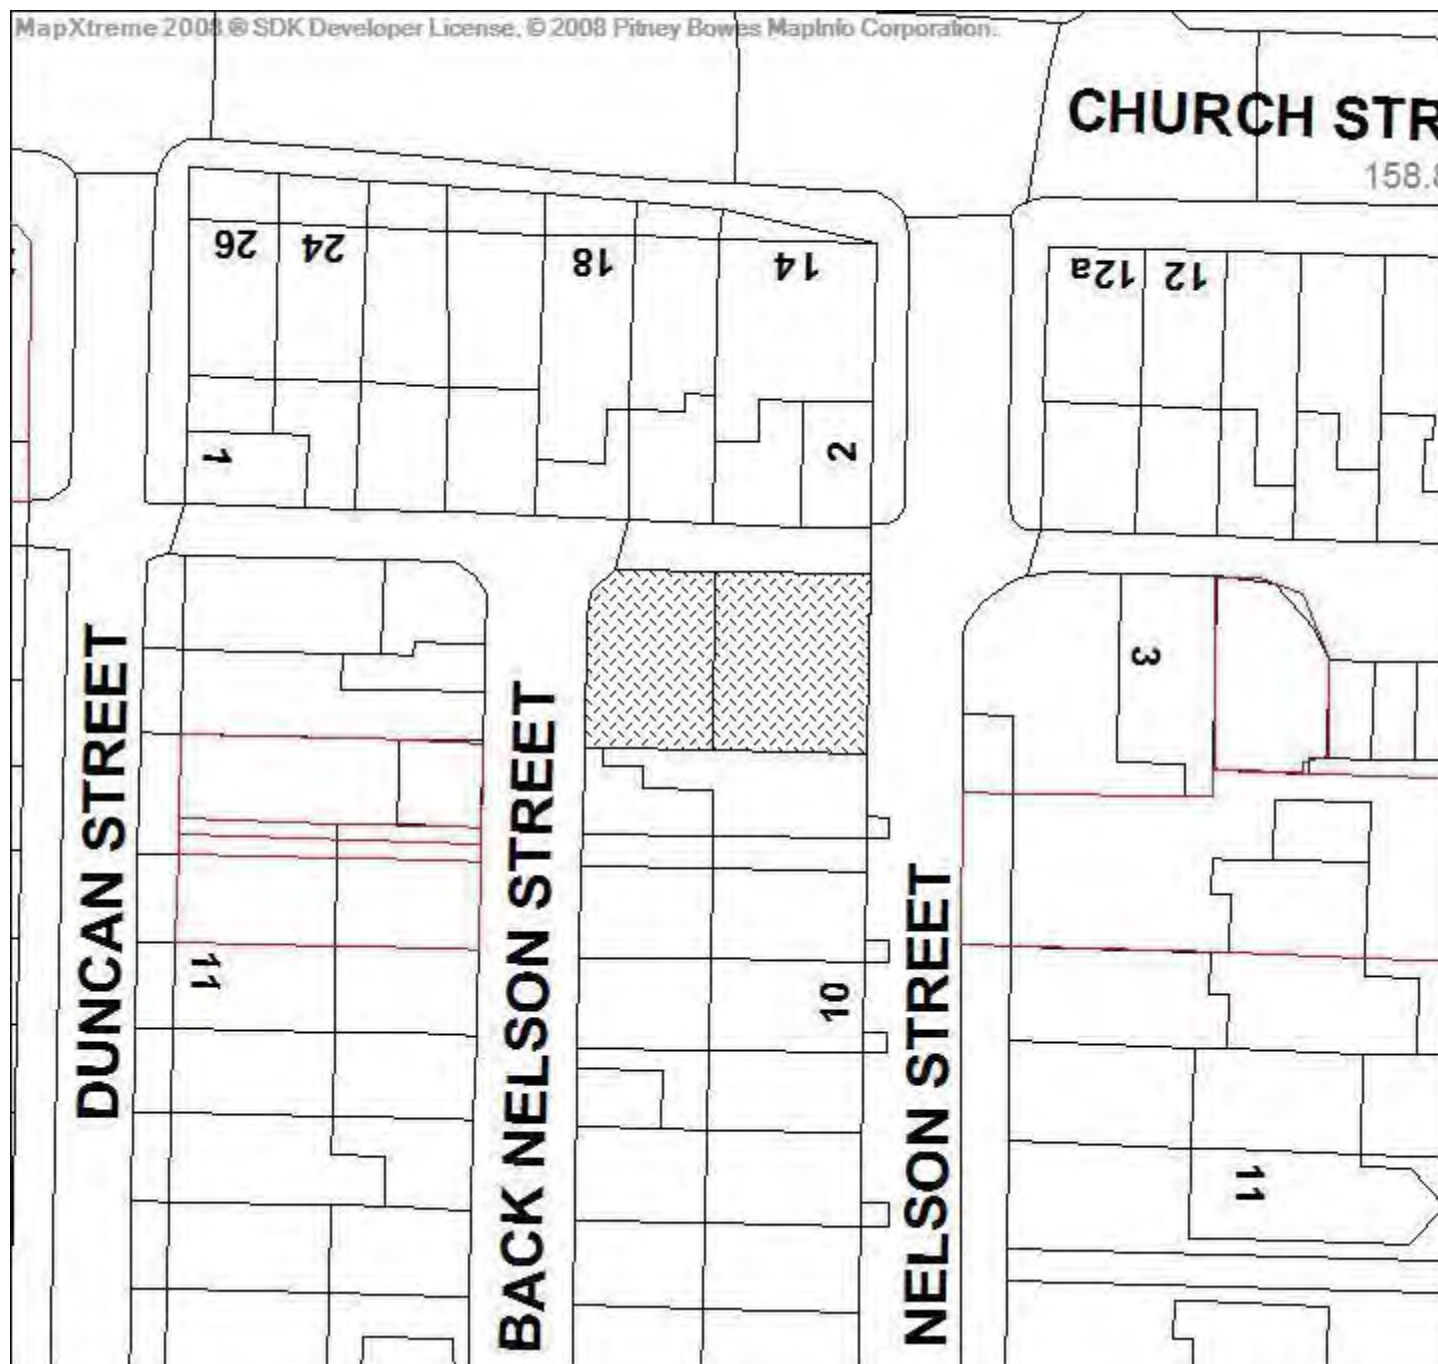 MapXtreme 2008 ® SDK Developer License, © 2008 Pitney Bowes MapInfo Corporation.
CHURCH STR
158.8
26
24
18
14
12a
12
1
2
3
DUNCAN STREET
BACK NELSON STREET
NELSON STREET
11
10
11